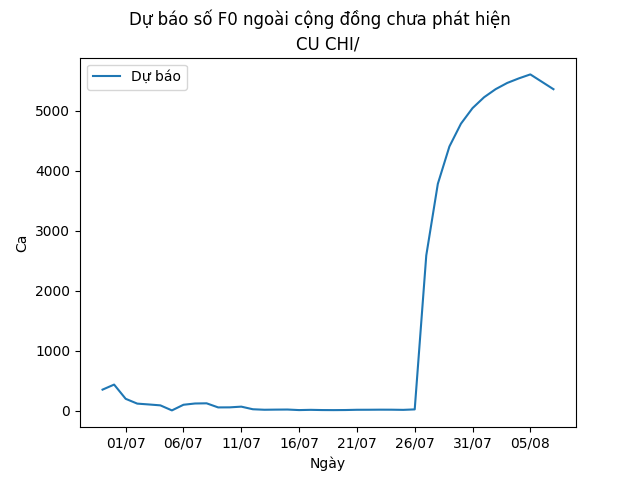 Dự báo số F0 ngoài cộng đồng chưa phát hiện
CU CHI/
Dự báo
5000
4000
3000
2000
1000
0
Ca
01/07 06/07 11/07 16/07 21/07 26/07 31/07 05/08
Ngày